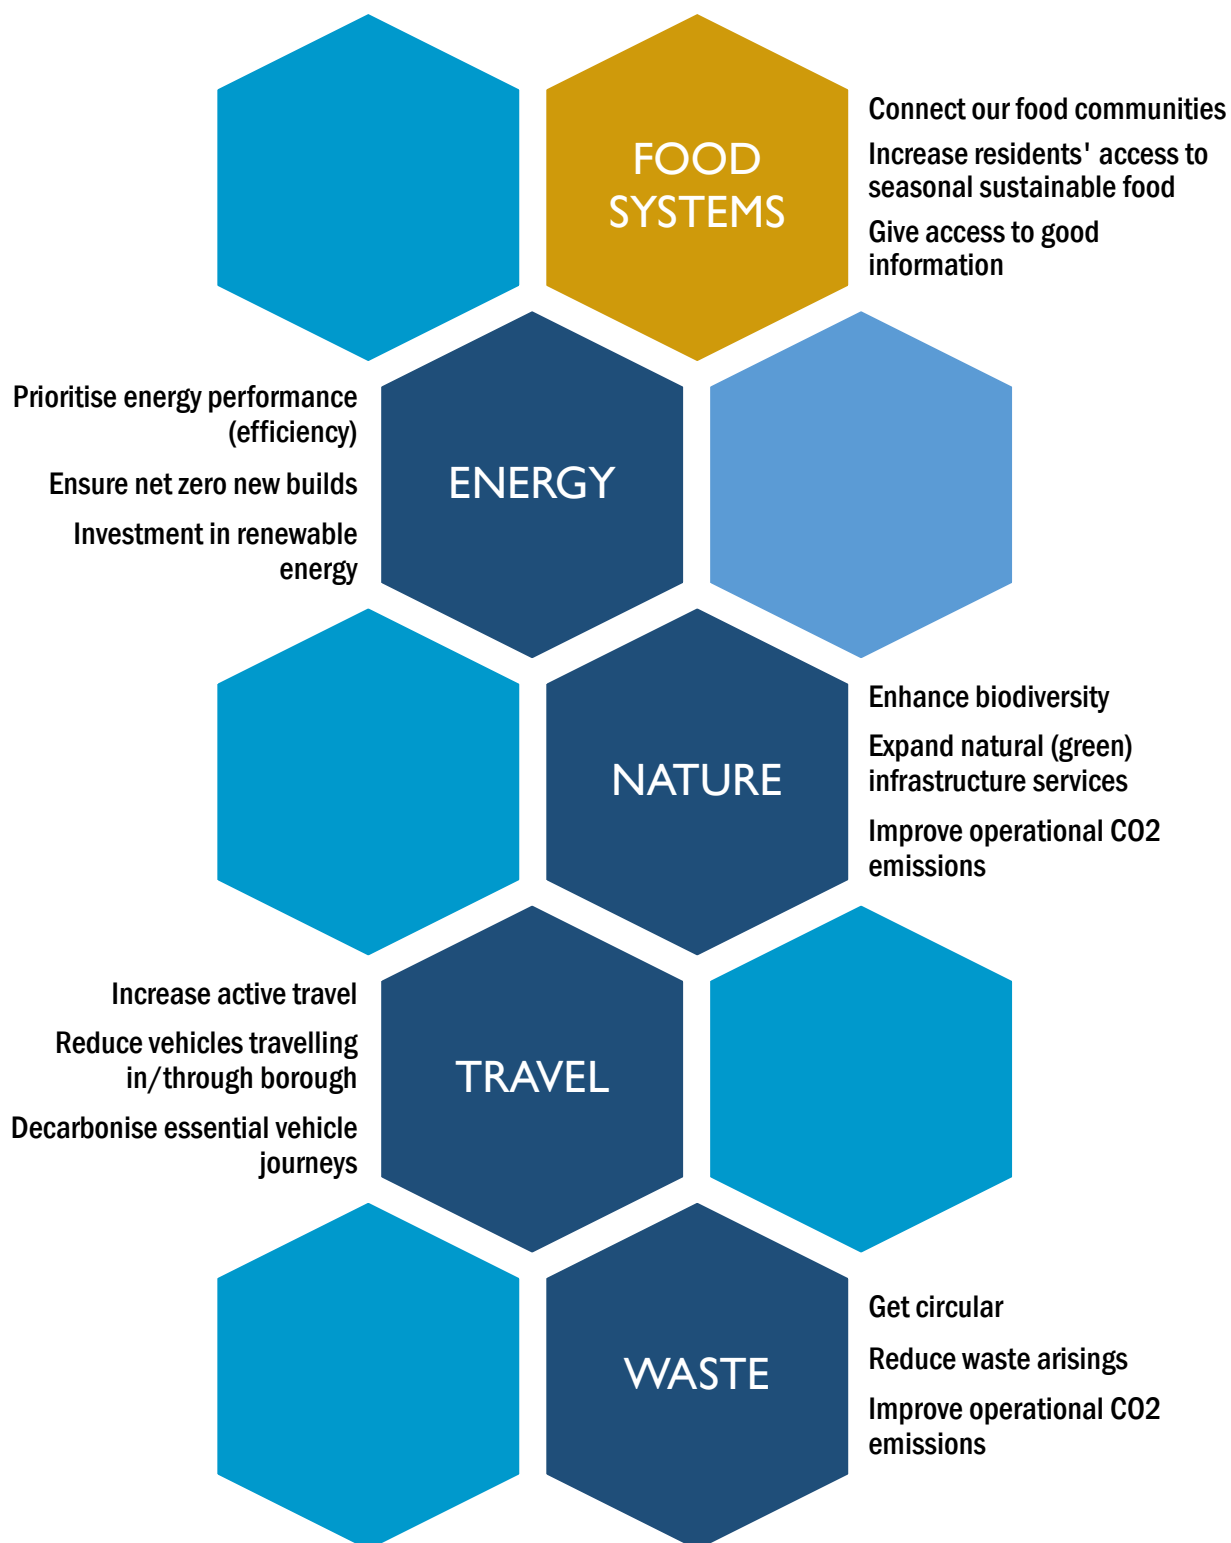 FOOD
SYSTEMS
Connect our food communities
Increase residents' access to
seasonal sustainable food
Give access to good
information
Prioritise energy performance
(efficiency)
Ensure net zero new builds
Investment in renewable
energy
ENERGY
NATURE
Enhance biodiversity
Expand natural (green)
infrastructure services
Improve operational CO2
emissions
Increase active travel
Reduce vehicles travelling
in/through borough
Decarbonise essential vehicle
journeys
TRAVEL
WASTE
Get circular
Reduce waste arisings
Improve operational CO2
emissions